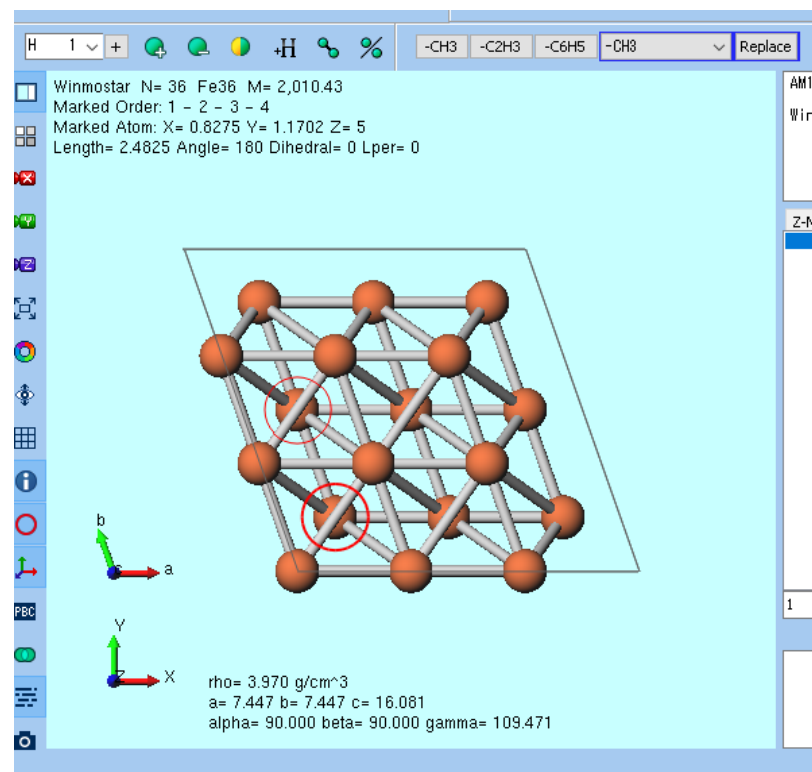 H 1 + +H -CH3 -C2H3 -C6H5 -CH3 Replace
Winmostar N= 36 Fe36 M= 2,010.43
Marked Order: 1 - 2 - 3 - 4
Marked Atom: X= 0.8275 Y= 1.1702 Z= 5
Length= 2.4825 Angle= 180 Dihedral= 0 Lper= 0
AM1
Win
X
Y
Z
Z-M
b
a
c
PBC
1
Y
X
Z
rho= 3.970 g/cm^3
a= 7.447 b= 7.447 c= 16.081
alpha= 90.000 beta= 90.000 gamma= 109.471